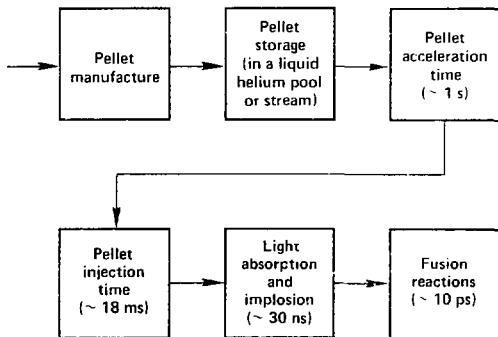 Pellet
manufacture
Pellet
storage
(in a liquid
helium pool
or stream)
Pellet
acceleration
time
(~ 1 s)
Pellet
injection
time
(~ 18 ms)
Light
absorption
and
implosion
(~ 30 ns)
Fusion
reactions
(~ 10 ps)